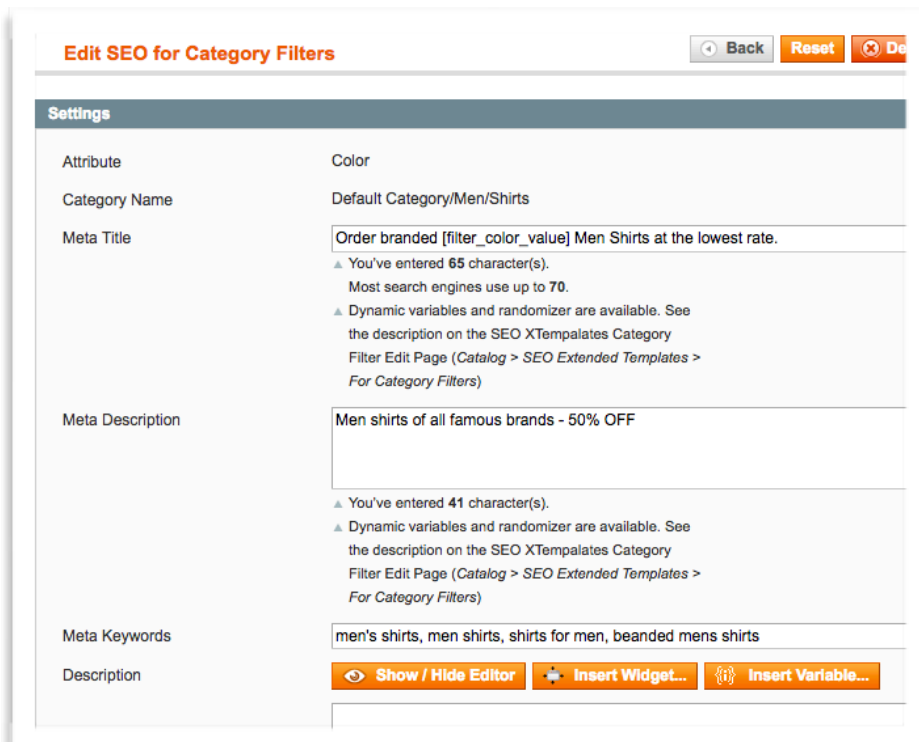 Edit SEO for Category Filters
Back
Reset
De
Settings
Attribute
Color
Category Name
Default Category/Men/Shirts
Meta Title
Order branded [filter_color_value] Men Shirts at the lowest rate.
You've entered 65 character(s).
Most search engines use up to 70.
Dynamic variables and randomizer are available. See
the description on the SEO XTempalates Category
Filter Edit Page (Catalog > SEO Extended Templates >
For Category Filters)
Meta Description
Men shirts of all famous brands - 50% OFF
You've entered 41 character(s).
Dynamic variables and randomizer are available. See
the description on the SEO XTempalates Category
Filter Edit Page (Catalog > SEO Extended Templates >
For Category Filters)
Meta Keywords
men's shirts, men shirts, shirts for men, beanded mens shirts
Description
Show / Hide Editor
Insert Widget...
Insert Variable...